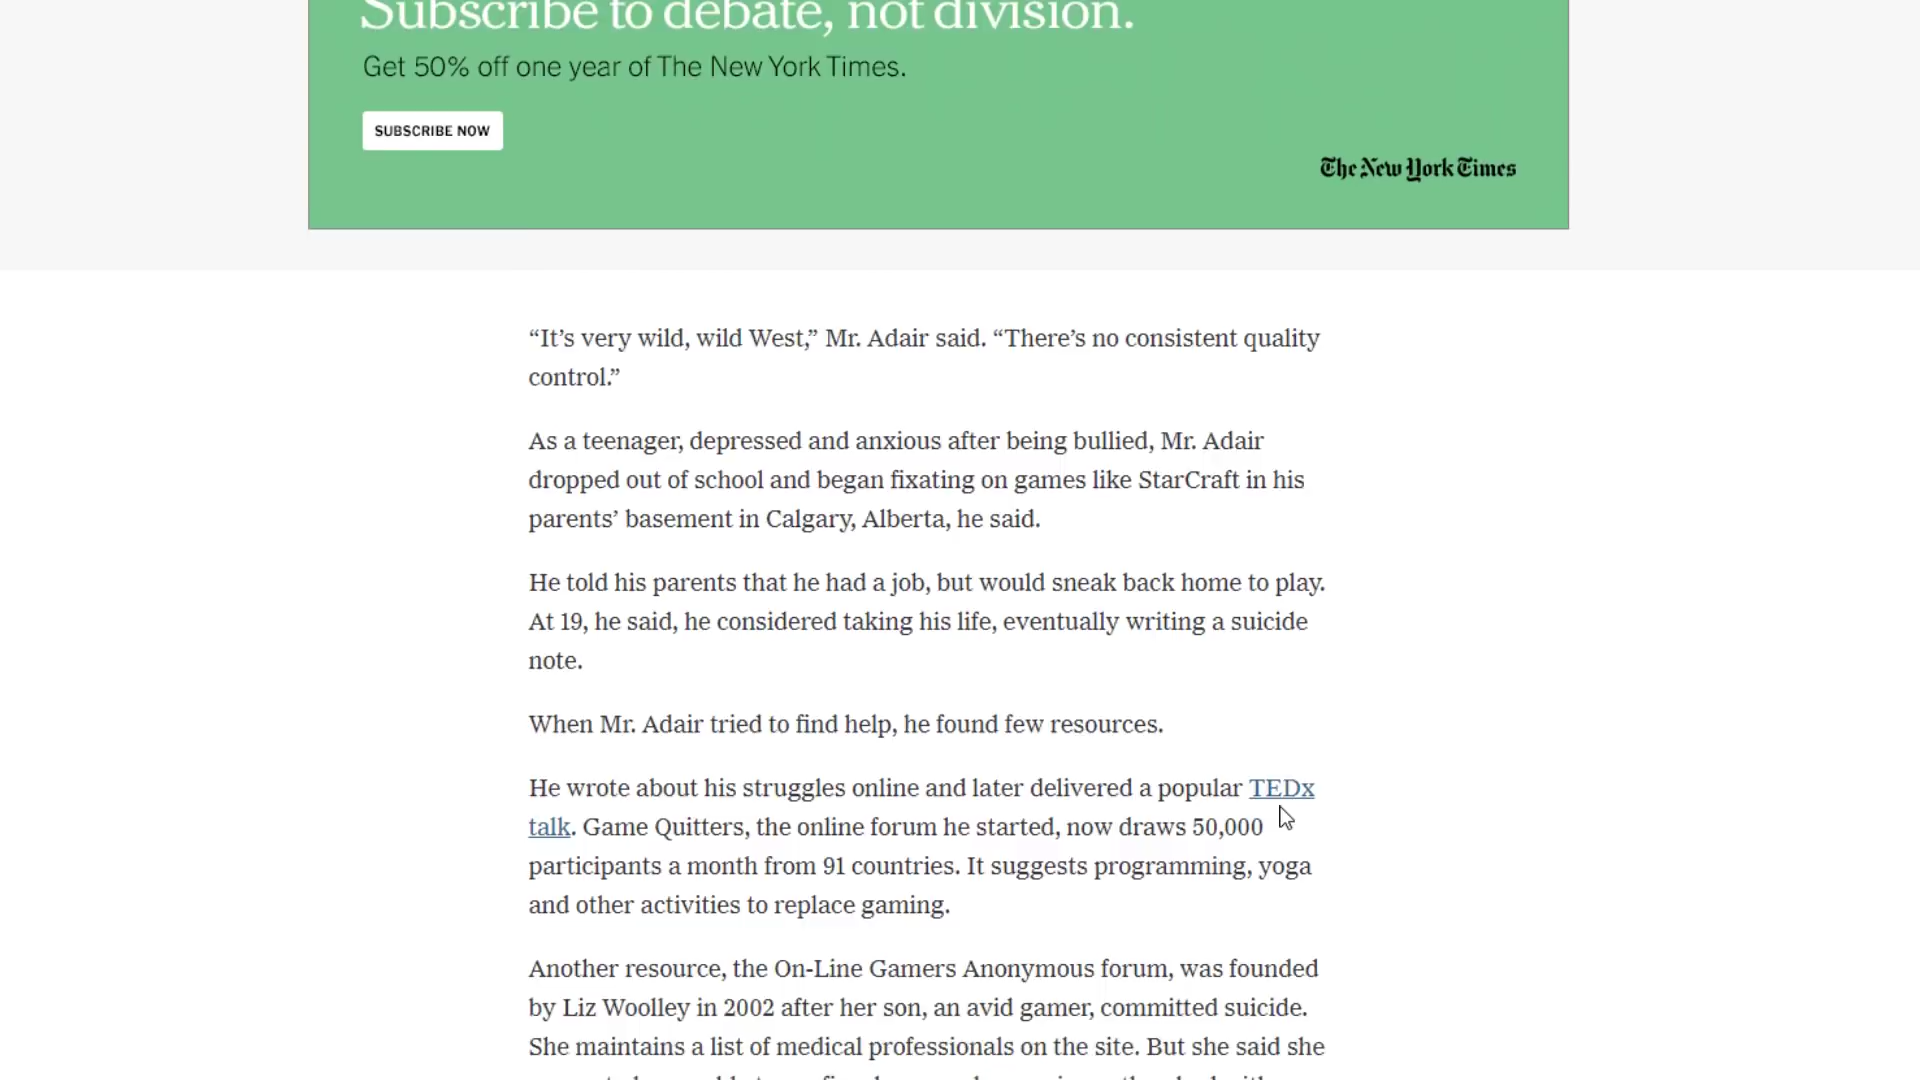 Subscribe to debate, not division.
Get 50% off one year of The New York Times.
SUBSCRIBE NOW
The New York Times
“It’s very wild, wild West,” Mr. Adair said. “There’s no consistent quality
control.”
As a teenager, depressed and anxious after being bullied, Mr. Adair
dropped out of school and began fixating on games like StarCraft in his
parents’ basement in Calgary, Alberta, he said.
He told his parents that he had a job, but would sneak back home to play.
At 19, he said, he considered taking his life, eventually writing a suicide
note.
When Mr. Adair tried to find help, he found few resources.
He wrote about his struggles online and later delivered a popular TEDx
talk. Game Quitters, the online forum he started, now draws 50,000
participants a month from 91 countries. It suggests programming, yoga
and other activities to replace gaming.
Another resource, the On-Line Gamers Anonymous forum, was founded
by Liz Woolley in 2002 after her son, an avid gamer, committed suicide.
She maintains a list of medical professionals on the site. But she said she